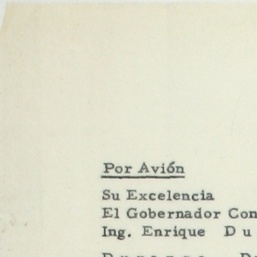 Por Avión
Su Excelencia
El Gobernador Con
Ing. Enrique D u